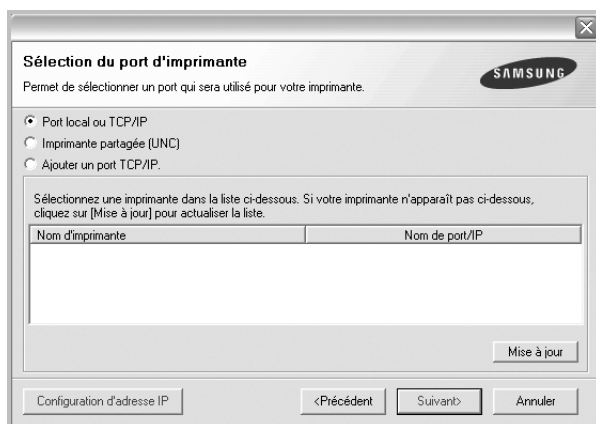 Sélection du port d'imprimante
Permet de sélectionner un port qui sera utilisé pour votre imprimante.
SAMSUNG
Port local ou TCP/IP
Imprimante partagée (UNC)
Ajouter un port TCP/IP.
Sélectionnez une imprimante dans la liste ci-dessous. Si votre imprimante n'apparaît pas ci-dessous,
cliquez sur [Mise à jour] pour actualiser la liste.
Nom d'imprimante Nom de port/IP
Mise à jour
Configuration d'adresse IP <Précédent Suivant> Annuler